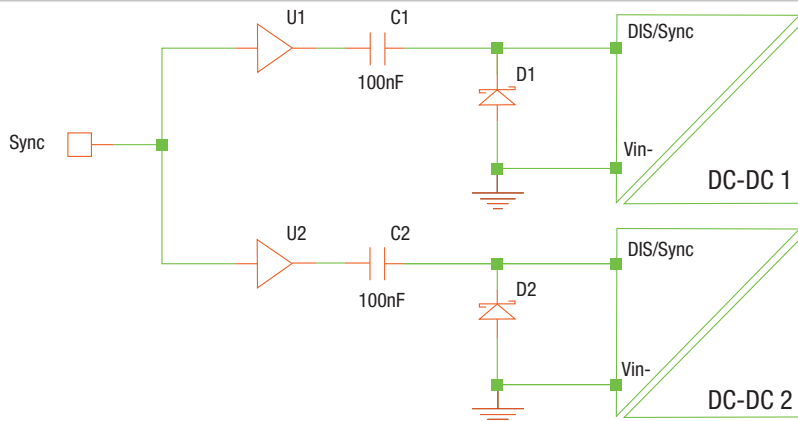 U1
C1
DIS/Sync
D1
100nF
Sync
Vin-
DC-DC 1
U2
C2
DIS/Sync
D2
100nF
Vin-
DC-DC 2